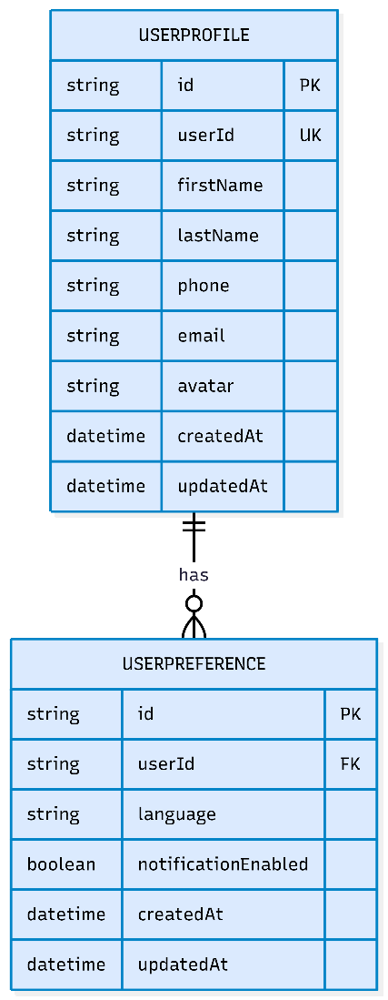 USERPROFILE
string id PK
string userId UK
string firstName
string lastName
string phone
string email
string avatar
datetime createdAt
datetime updatedAt
has
USERPREFERENCE
string id PK
string userId FK
string language
boolean notificationEnabled
datetime createdAt
datetime updatedAt